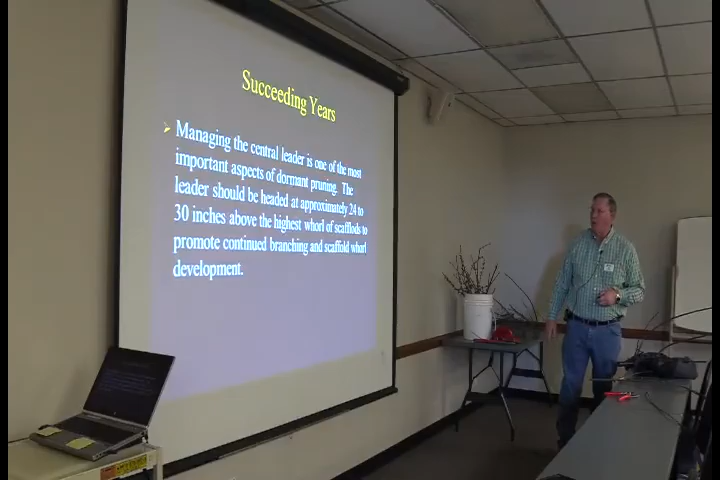 Succeeding Years
Managing the central leader is one of the most
important aspects of dormant pruning. The
leader should be headed at approximately 24 to
30 inches above the highest whorl of scafflods to
promote continued branching and scaffold whorl
development.